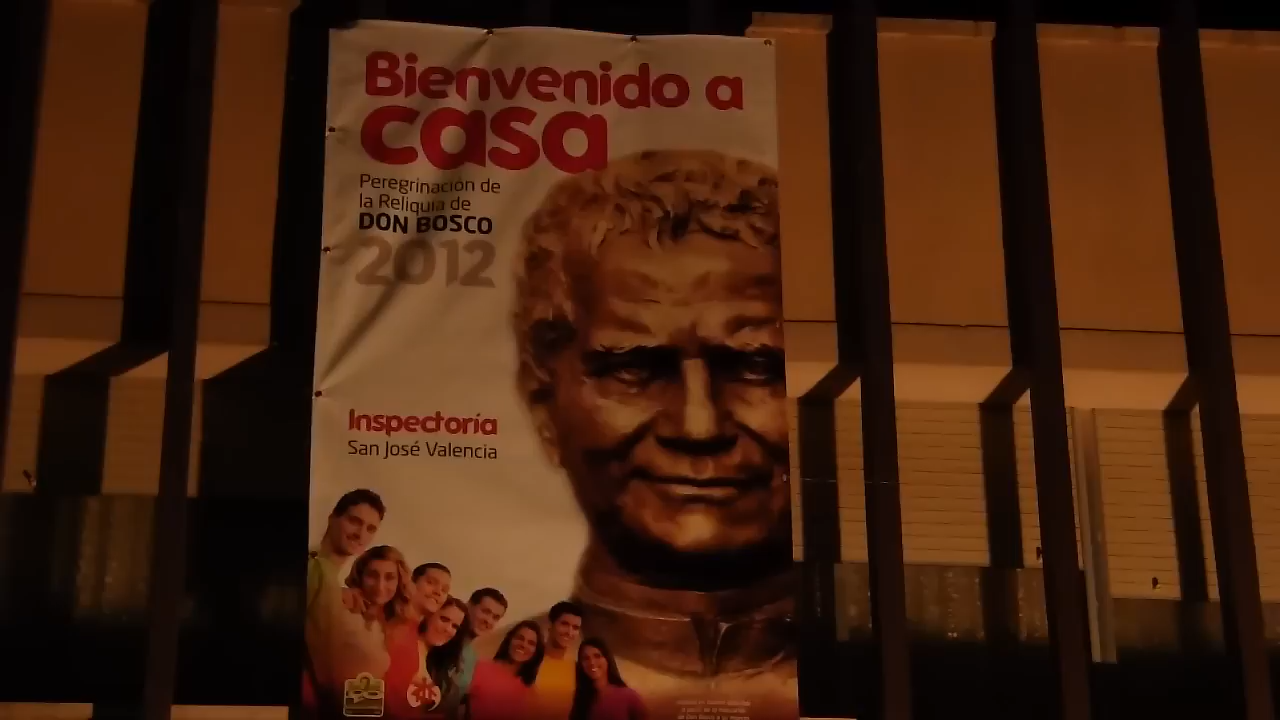 Bienvenido a
casa
Peregrinación de
la Reliquia de
DON BOSCO
2012
Inspectoría
San José Valencia